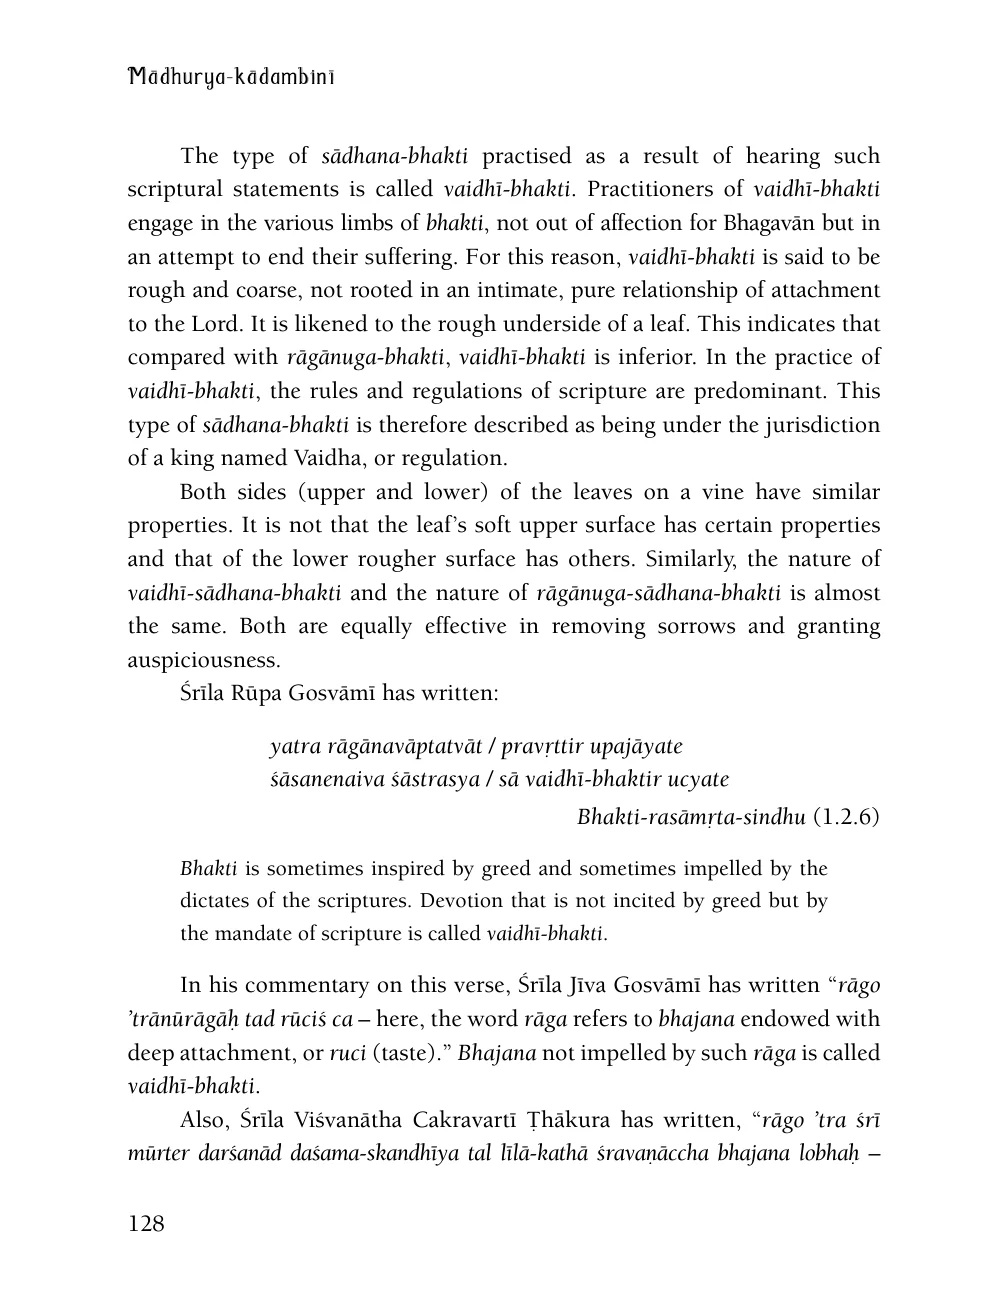 Mādhurya-kādambinī
The type of sādhana-bhakti practised as a result of hearing such
scriptural statements is called vaidhī-bhakti. Practitioners of vaidhī-bhakti
engage in the various limbs of bhakti, not out of affection for Bhagavān but in
an attempt to end their suffering. For this reason, vaidhī-bhakti is said to be
rough and coarse, not rooted in an intimate, pure relationship of attachment
to the Lord. It is likened to the rough underside of a leaf. This indicates that
compared with rāgānuga-bhakti, vaidhī-bhakti is inferior. In the practice of
vaidhī-bhakti, the rules and regulations of scripture are predominant. This
type of sādhana-bhakti is therefore described as being under the jurisdiction
of a king named Vaidha, or regulation.
Both sides (upper and lower) of the leaves on a vine have similar
properties. It is not that the leaf’s soft upper surface has certain properties
and that of the lower rougher surface has others. Similarly, the nature of
vaidhī-sādhana-bhakti and the nature of rāgānuga-sādhana-bhakti is almost
the same. Both are equally effective in removing sorrows and granting
auspiciousness.
Śrīla Rūpa Gosvāmī has written:
yatra rāgānavāptatvāt / pravṛttir upajāyate
śāsanenaiva śāstrasya / sā vaidhī-bhaktir ucyate
Bhakti-rasāmṛta-sindhu (1.2.6)
Bhakti is sometimes inspired by greed and sometimes impelled by the
dictates of the scriptures. Devotion that is not incited by greed but by
the mandate of scripture is called vaidhī-bhakti.
In his commentary on this verse, Śrīla Jīva Gosvāmī has written “rāgo
’trānūrāgāḥ tad rūciś ca – here, the word rāga refers to bhajana endowed with
deep attachment, or ruci (taste).” Bhajana not impelled by such rāga is called
vaidhī-bhakti.
Also, Śrīla Viśvanātha Cakravartī Ṭhākura has written, “rāgo ’tra śrī
mūrter darśanād daśama-skandhīya tal līlā-kathā śravaṇāccha bhajana lobhaḥ –
128